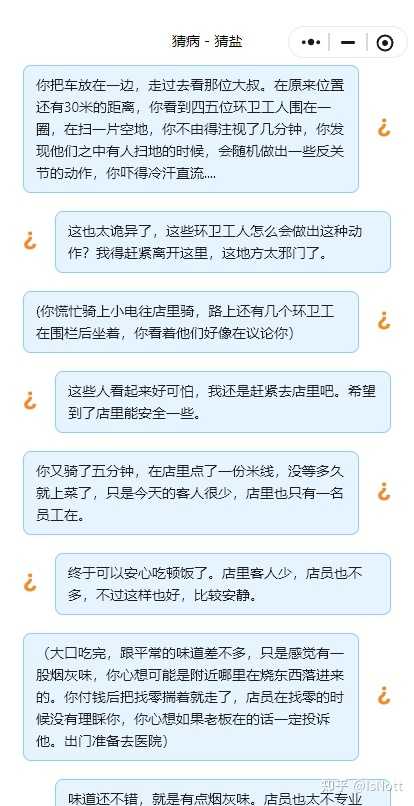 猜病 - 猜盐
你把车放在一边，走过去看那位大叔。在原来位置
还有30米的距离，你看到四五位环卫工人围在一
圈，在扫一片空地，你不由得注视了几分钟，你发
现他们之中有人扫地的时候，会随机做出一些反关
节的动作，你吓得冷汗直流....
这也太诡异了，这些环卫工人怎么会做出这种动
作？我得赶紧离开这里，这地方太邪门了。
(你慌忙骑上小电往店里骑，路上还有几个环卫工
在围栏后坐着，你看着他们好像在议论你）
这些人看起来好可怕，我还是赶紧去店里吧。希望
到了店里能安全一些。
你又骑了五分钟，在店里点了一份米线，没等多久
就上菜了，只是今天的客人很少，店里也只有一名
员工在。
终于可以安心吃顿饭了。店里客人少，店员也不
多，不过这样也好，比较安静。
（大口吃完，跟平常的味道差不多，只是感觉有一
股烟灰味，你心想可能是附近哪里在烧东西落进来
的。你付钱后把找零揣着就走了，店员在找零的时
候没有理睬你，你心想如果老板在的话一定投诉
他。出门准备去医院）
味道还不错，就是有点烟灰味。店员也太不专业
知乎 @isNott